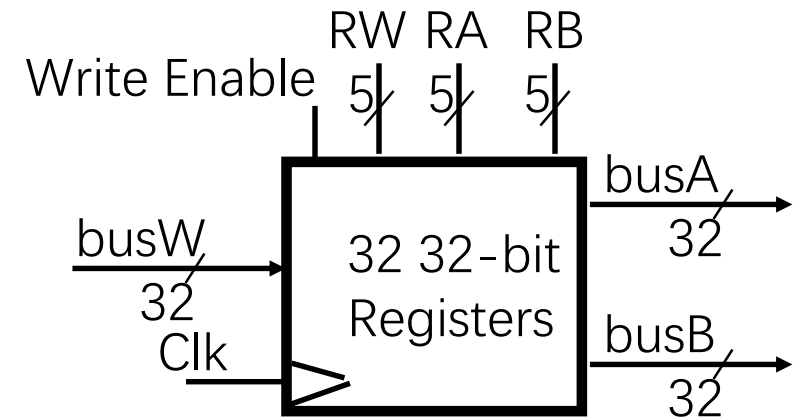 RW RA RB
Write Enable
5 5 5
busA
32
busW
32
32 32-bit
Registers
Clk
busB
32